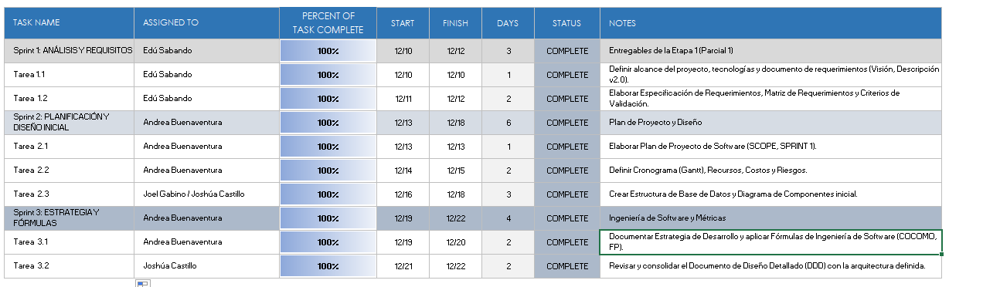 TASK NAME ASSIGNED TO PERCENT OF TASK COMPLETE START FINISH DAYS STATUS NOTES
Sprint 1: ANÁLISIS Y REQUISITOS Edú Sabando 100% 12/10 12/12 3 COMPLETE Entregables de la Etapa 1 (Parcial 1)
Tarea 1.1 Edú Sabando 100% 12/10 12/10 1 COMPLETE Definir alcance del proyecto, tecnologías y documento de requerimientos (Visión, Descripción v2.0).
Tarea 1.2 Edú Sabando 100% 12/11 12/12 2 COMPLETE Elaborar Especificación de Requerimientos, Matriz de Requerimientos y Criterios de Validación.
Sprint 2: PLANIFICACIÓN Y DISEÑO INICIAL Andrea Buenaventura 100% 12/13 12/18 6 COMPLETE Plan de Proyecto y Diseño
Tarea 2.1 Andrea Buenaventura 100% 12/13 12/13 1 COMPLETE Elaborar Plan de Proyecto de Software (SCOPE, SPRINT 1).
Tarea 2.2 Andrea Buenaventura 100% 12/14 12/15 2 COMPLETE Definir Cronograma (Gantt), Recursos, Costos y Riesgos.
Tarea 2.3 Joel Gabino / Joshúa Castillo 100% 12/16 12/18 3 COMPLETE Crear Estructura de Base de Datos y Diagrama de Componentes inicial.
Sprint 3: ESTRATEGIA Y FÓRMULAS Andrea Buenaventura 100% 12/19 12/22 4 COMPLETE Ingeniería de Software y Métricas
Tarea 3.1 Andrea Buenaventura 100% 12/19 12/20 2 COMPLETE Documentar Estrategia de Desarrollo y aplicar Fórmulas de Ingeniería de Software (COCOMO, FP).
Tarea 3.2 Joshúa Castillo 100% 12/21 12/22 2 COMPLETE Revisar y consolidar el Documento de Diseño Detallado (DDD) con la arquitectura definida.